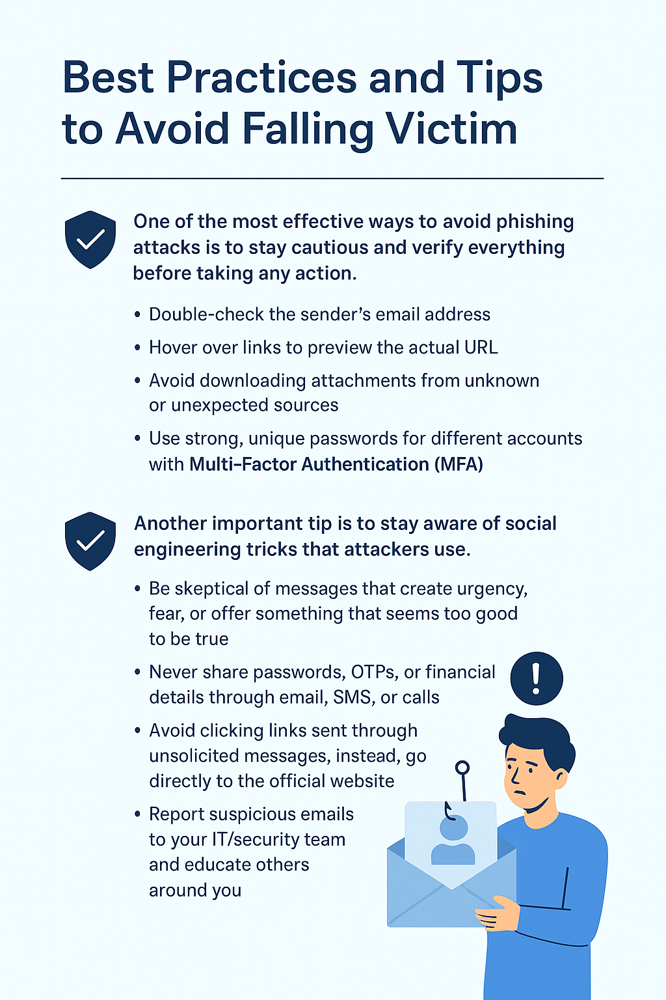 Best Practices and Tips
to Avoid Falling Victim
One of the most effective ways to avoid phishing
attacks is to stay cautious and verify everything
before taking any action.
• Double-check the sender’s email address
• Hover over links to preview the actual URL
• Avoid downloading attachments from unknown
or unexpected sources
• Use strong, unique passwords for different accounts
with Multi–Factor Authentication (MFA)
Another important tip is to stay aware of social
engineering tricks that attackers use.
• Be skeptical of messages that create urgency,
fear, or offer something that seems too good
to be true
• Never share passwords, OTPs, or financial
details through email, SMS, or calls
• Avoid clicking links sent through
unsolicited messages, instead, go
directly to the official website
• Report suspicious emails
to your IT/security team
and educate others
around you
!